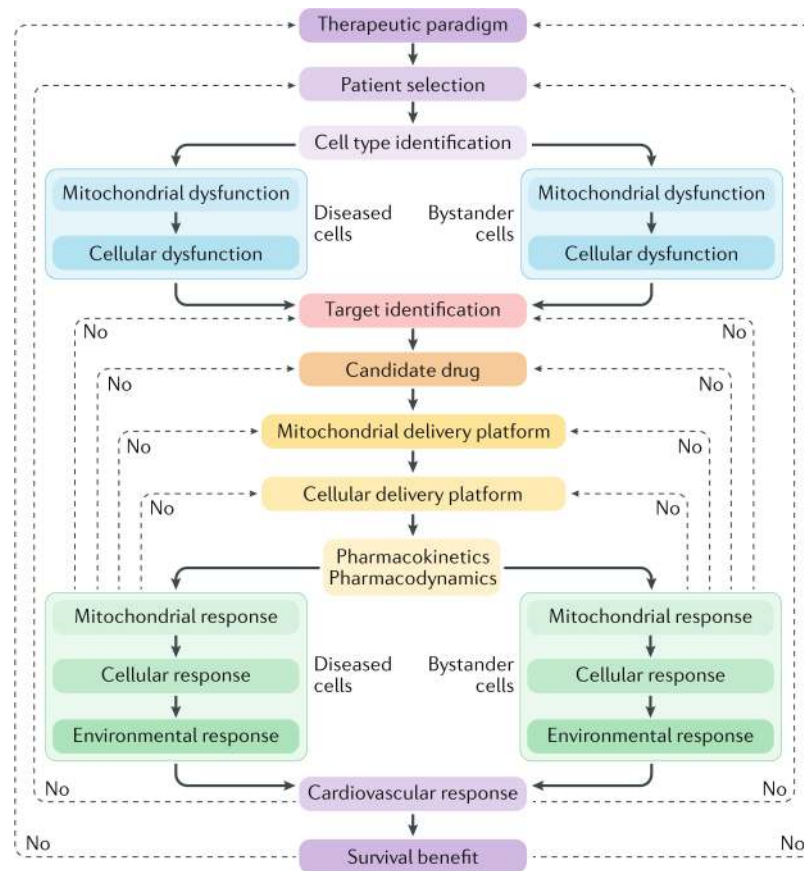 Therapeutic paradigm
Patient selection
Cell type identification
Mitochondrial dysfunction
Cellular dysfunction
Diseased
cells
Bystander
cells
Mitochondrial dysfunction
Cellular dysfunction
Target identification
No
No
Candidate drug
No
No
Mitochondrial delivery platform
No
No
Cellular delivery platform
No
No
Pharmacokinetics
Pharmacodynamics
Mitochondrial response
Cellular response
Environmental response
Diseased
cells
Bystander
cells
Mitochondrial response
Cellular response
Environmental response
No
Cardiovascular response
No
No
Survival benefit
No